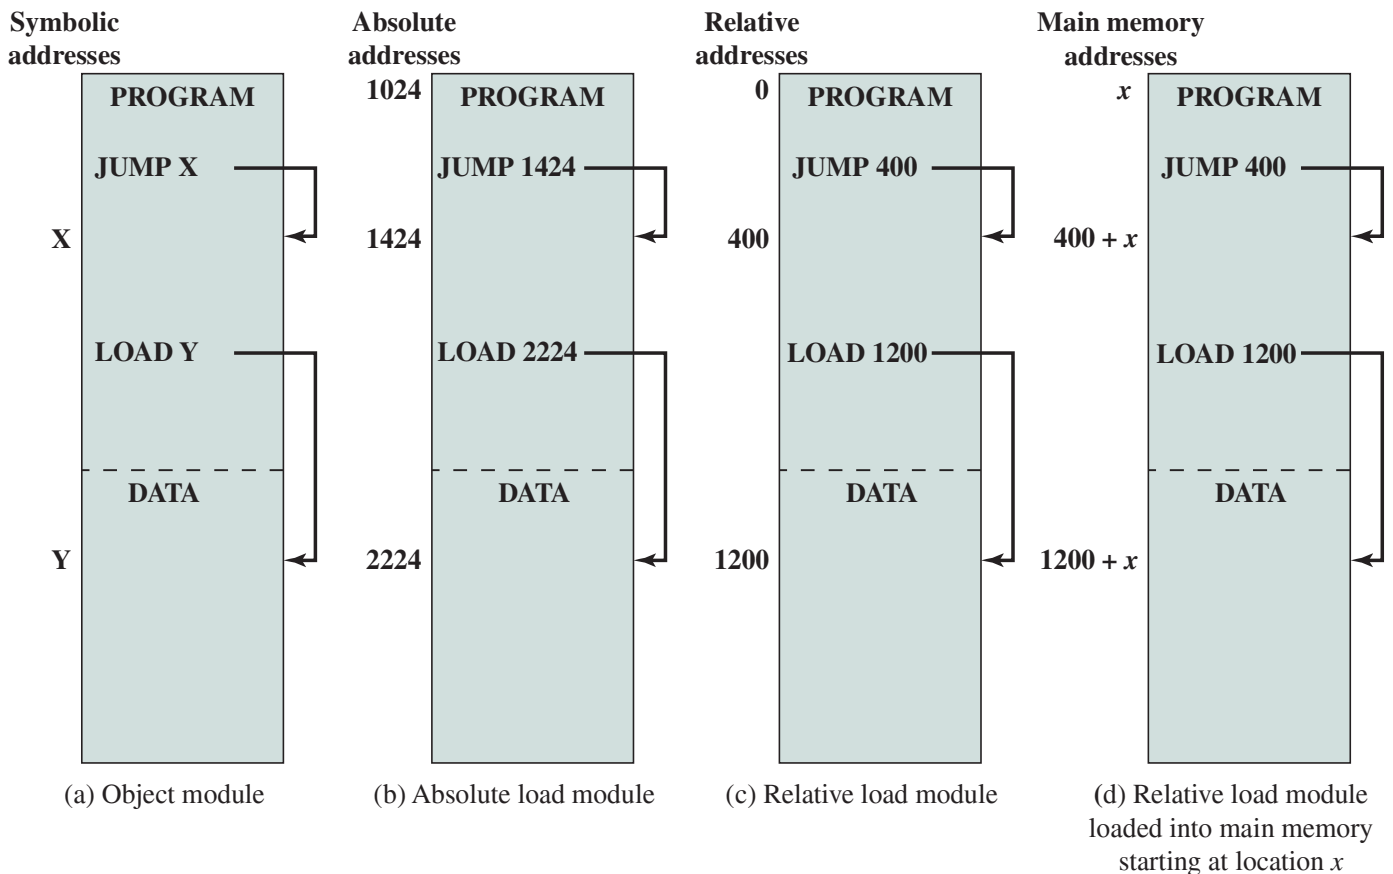 Symbolic
addresses
PROGRAM
JUMP X
X
LOAD Y
DATA
Y
(a) Object module
Absolute
addresses
1024
PROGRAM
JUMP 1424
1424
LOAD 2224
DATA
2224
(b) Absolute load module
Relative
addresses
0
PROGRAM
JUMP 400
400
LOAD 1200
DATA
1200
(c) Relative load module
Main memory
addresses
x
PROGRAM
JUMP 400
400 + x
LOAD 1200
DATA
1200 + x
(d) Relative load module
loaded into main memory
starting at location x